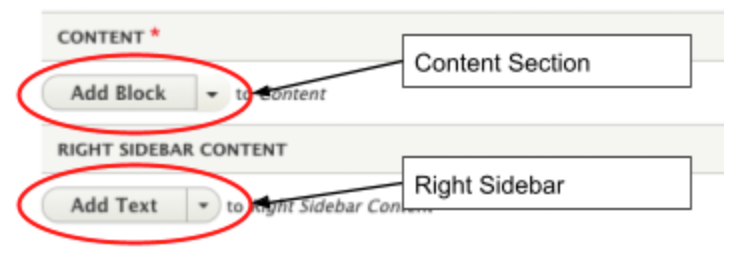 CONTENT *
Content Section
Add Block to Content
RIGHT SIDEBAR CONTENT
Right Sidebar
Add Text to Right Sidebar Content